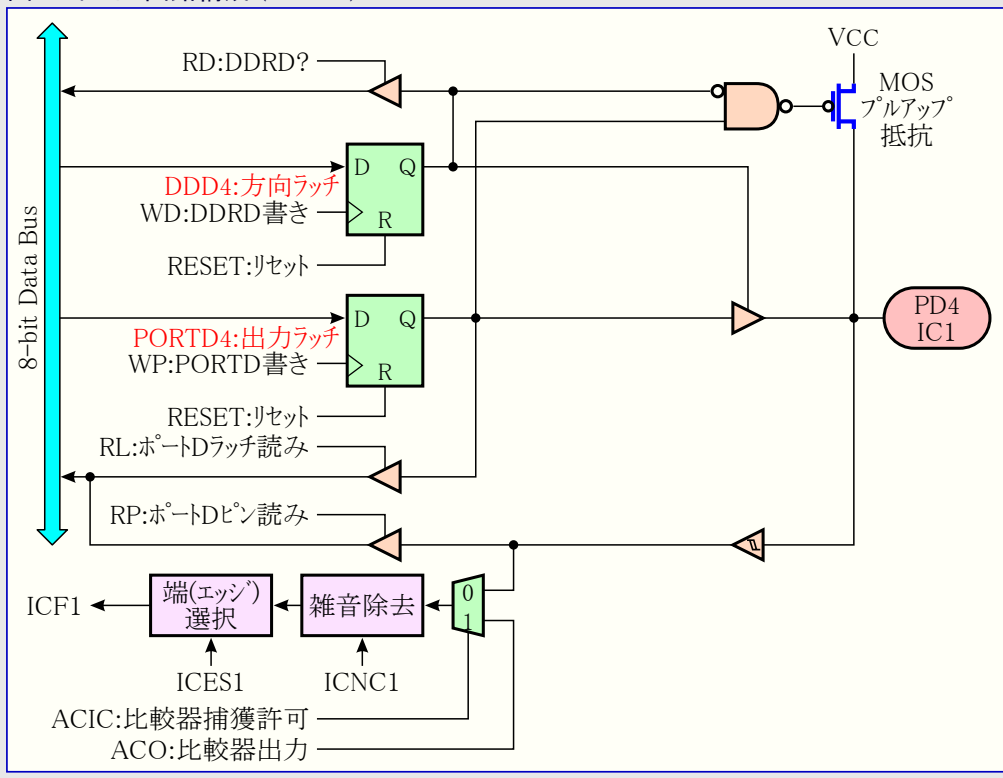 RD:DDRD?
VCC
MOS
プルアップ
抵抗
D Q
DDD4:方向ラッチ
WD:DDRD書き
R
RESET:リセット
8-bit Data Bus
D Q
PORTD4:出力ラッチ
WP:PORTD書き
R
PD4
IC1
RESET:リセット
RL:ポートDラッチ読み
RP:ポートDピン読み
ICF1
端(エッジ)
選択
雑音除去
0
1
ICES1
ICNC1
ACIC:比較器捕獲許可
ACO:比較器出力